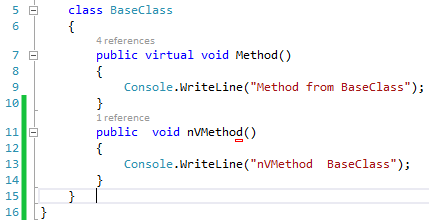 5 class BaseClass
6 {
4 references
7 public virtual void Method()
8 {
9 Console.WriteLine("Method from BaseClass");
10 }
1 reference
11 public  void nVMethod()
12 {
13 Console.WriteLine("nVMethod  BaseClass");
14 }
15 }
16 }